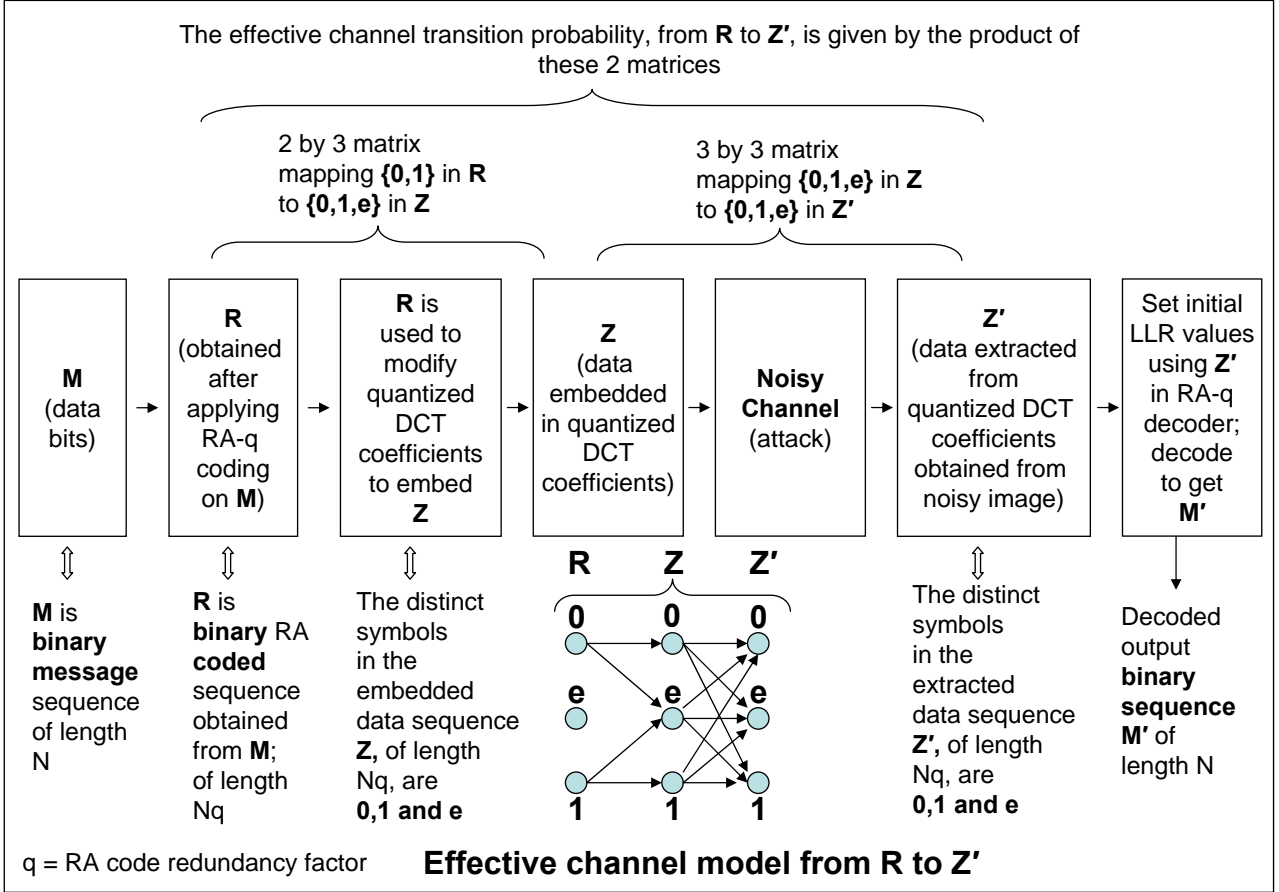 The effective channel transition probability, from R to Z′, is given by the product of
these 2 matrices
2 by 3 matrix
mapping {0,1} in R
to {0,1,e} in Z
3 by 3 matrix
mapping {0,1,e} in Z
to {0,1,e} in Z′
M
(data
bits)
R
(obtained
after
applying
RA-q
coding
on M)
R is
used to
modify
quantized
DCT
coefficients
to embed
Z
Z
(data
embedded
in quantized
DCT
coefficients)
Noisy
Channel
(attack)
Z′
(data extracted
from
quantized DCT
coefficients
obtained from
noisy image)
Set initial
LLR values
using Z′
in RA-q
decoder;
decode
to get
M′
M is
binary
message
sequence
of length
N
R is
binary RA
coded
sequence
obtained
from M;
of length
Nq
The distinct
symbols
in the
embedded
data sequence
Z, of length
Nq, are
0,1 and e
R Z Z′
0 0 0
e e e
1 1 1
The distinct
symbols
in the
extracted
data sequence
Z′, of length
Nq, are
0,1 and e
Decoded
output
binary
sequence
M′ of
length N
q = RA code redundancy factor
Effective channel model from R to Z′